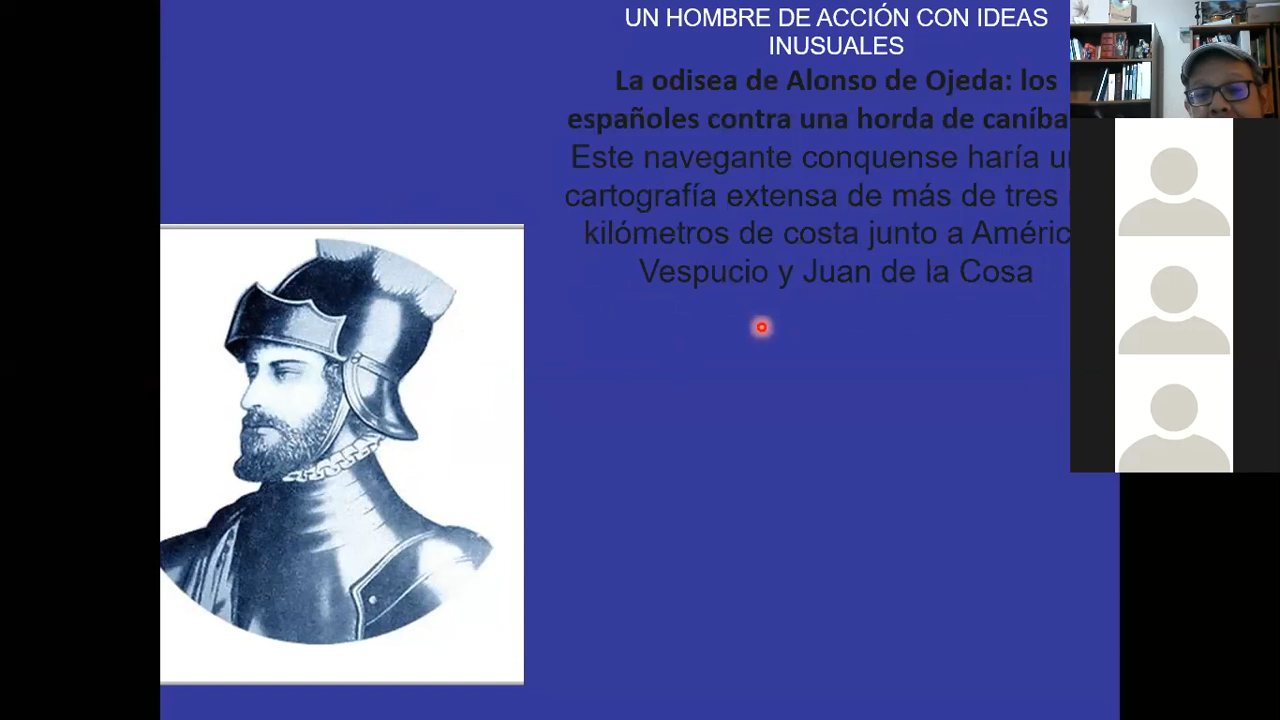 UN HOMBRE DE ACCIÓN CON IDEAS
INUSUALES
La odisea de Alonso de Ojeda: los
españoles contra una horda de
Este navegante conquense haría
cartografía extensa de más de tres
kilómetros de costa junto a
Vespucio y Juan de la Cosa